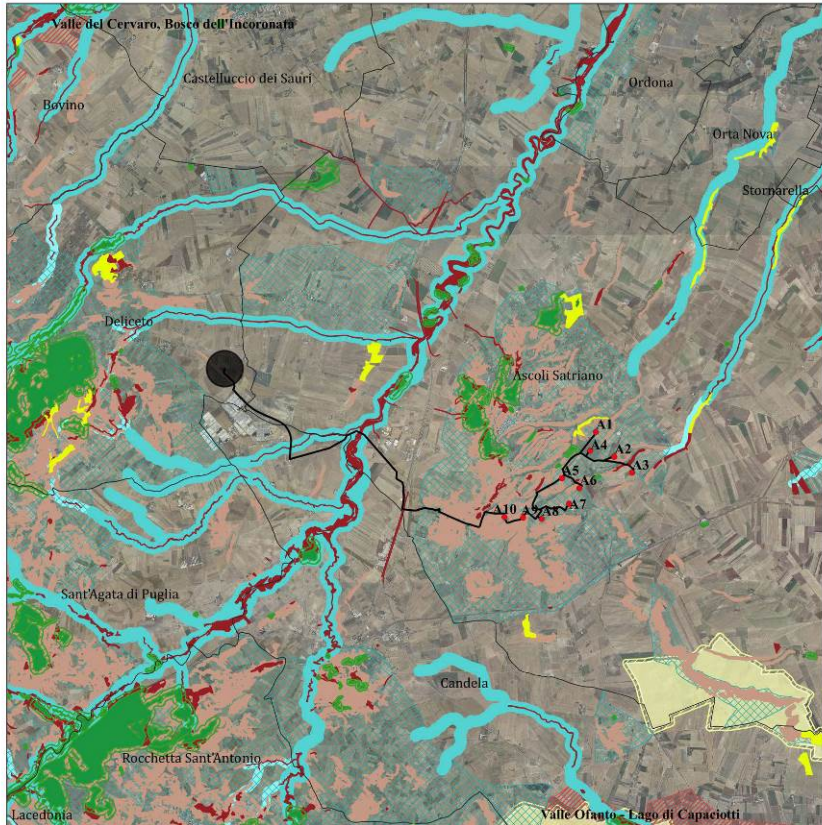 Valle del Cervaro, Bosco dell'Incoronata
Castelluccio dei Sauri
Ordona
Bovino
Orta Nova
Stornarella
Deliceto
Ascoli Satriano
A1
A4
A2
A3
A5
A6
A7
A10
A9
A8
Sant'Agata di Puglia
Candela
Rocchetta Sant'Antonio
Lacedonia
Valle Ofanto - Lago di Capaciotti